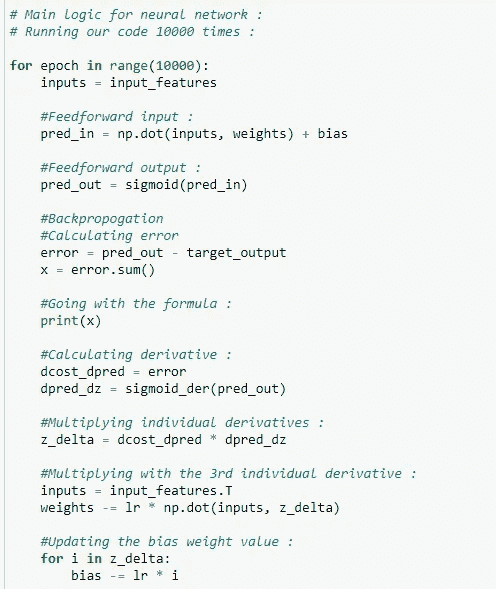 # Main logic for neural network :
# Running our code 10000 times :
for epoch in range(10000):
inputs = input_features
#Feedforward input :
pred_in = np.dot(inputs, weights) + bias
#Feedforward output :
pred_out = sigmoid(pred_in)
#Backpropogation
#Calculating error
error = pred_out - target_output
x = error.sum()
#Going with the formula :
print(x)
#Calculating derivative :
dcost_dpred = error
dpred_dz = sigmoid_der(pred_out)
#Multiplying individual derivatives :
z_delta = dcost_dpred * dpred_dz
#Multiplying with the 3rd individual derivative :
inputs = input_features.T
weights -= lr * np.dot(inputs, z_delta)
#Updating the bias weight value :
for i in z_delta:
bias -= lr * i